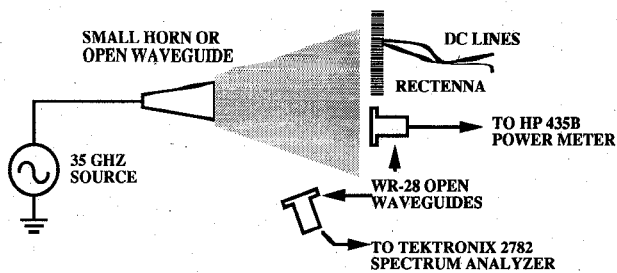 SMALL HORN OR
OPEN WAVEGUIDE
DC LINES
RECTENNA
TO HP 435B
POWER METER
35 GHZ
SOURCE
WR-28 OPEN
WAVEGUIDES
TO TEKTRONIX 2782
SPECTRUM ANALYZER